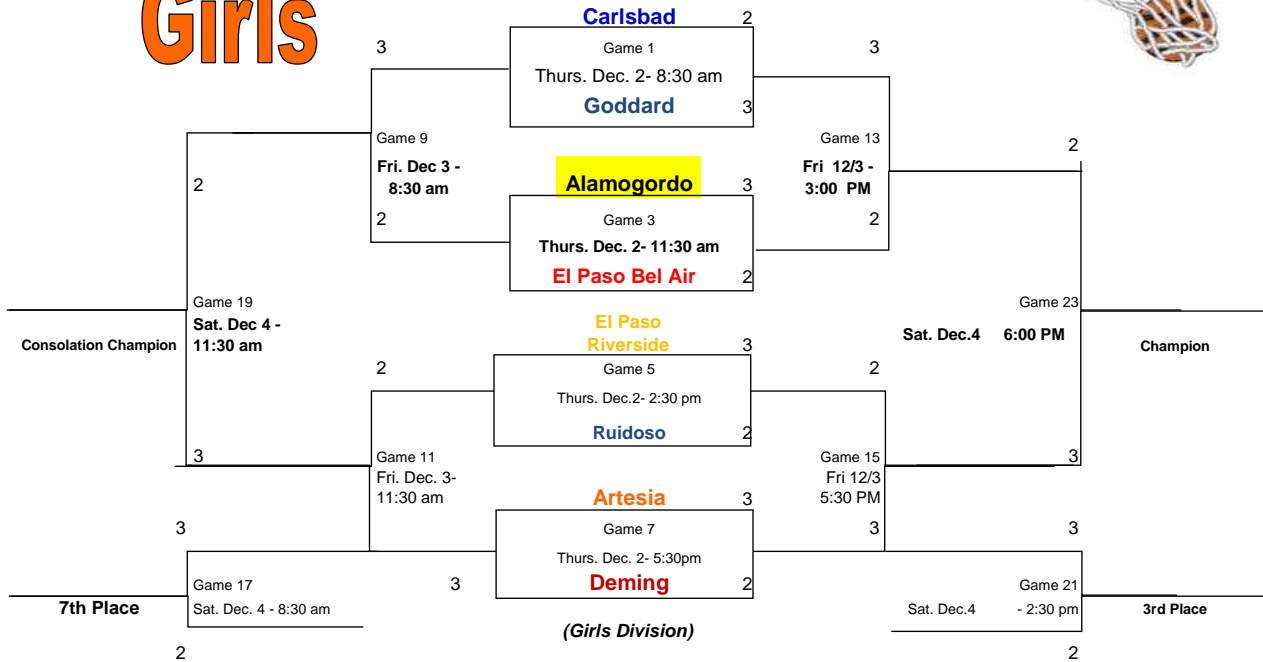 Girls
Carlsbad 2
3
Game 1
3
Thurs. Dec. 2- 8:30 am
Goddard 3
Game 9
Game 13
2
Fri. Dec 3 -
8:30 am
Fri 12/3 -
3:00 PM
2
Alamogordo 3
2
Game 3
2
Thurs. Dec. 2- 11:30 am
El Paso Bel Air 2
Game 19
Game 23
Sat. Dec 4 -
11:30 am
El Paso
Riverside 3
Sat. Dec.4 6:00 PM
Consolation Champion
Champion
2
Game 5
2
Thurs. Dec.2- 2:30 pm
Ruidoso 2
3
Game 11
Fri. Dec. 3-
11:30 am
Game 15
Fri 12/3
5:30 PM
3
Artesia 3
3
Game 7
3
3
Thurs. Dec. 2- 5:30pm
Game 17
3
Deming 2
Game 21
7th Place
Sat. Dec. 4 - 8:30 am
Sat. Dec.4 - 2:30 pm
3rd Place
(Girls Division)
2
2